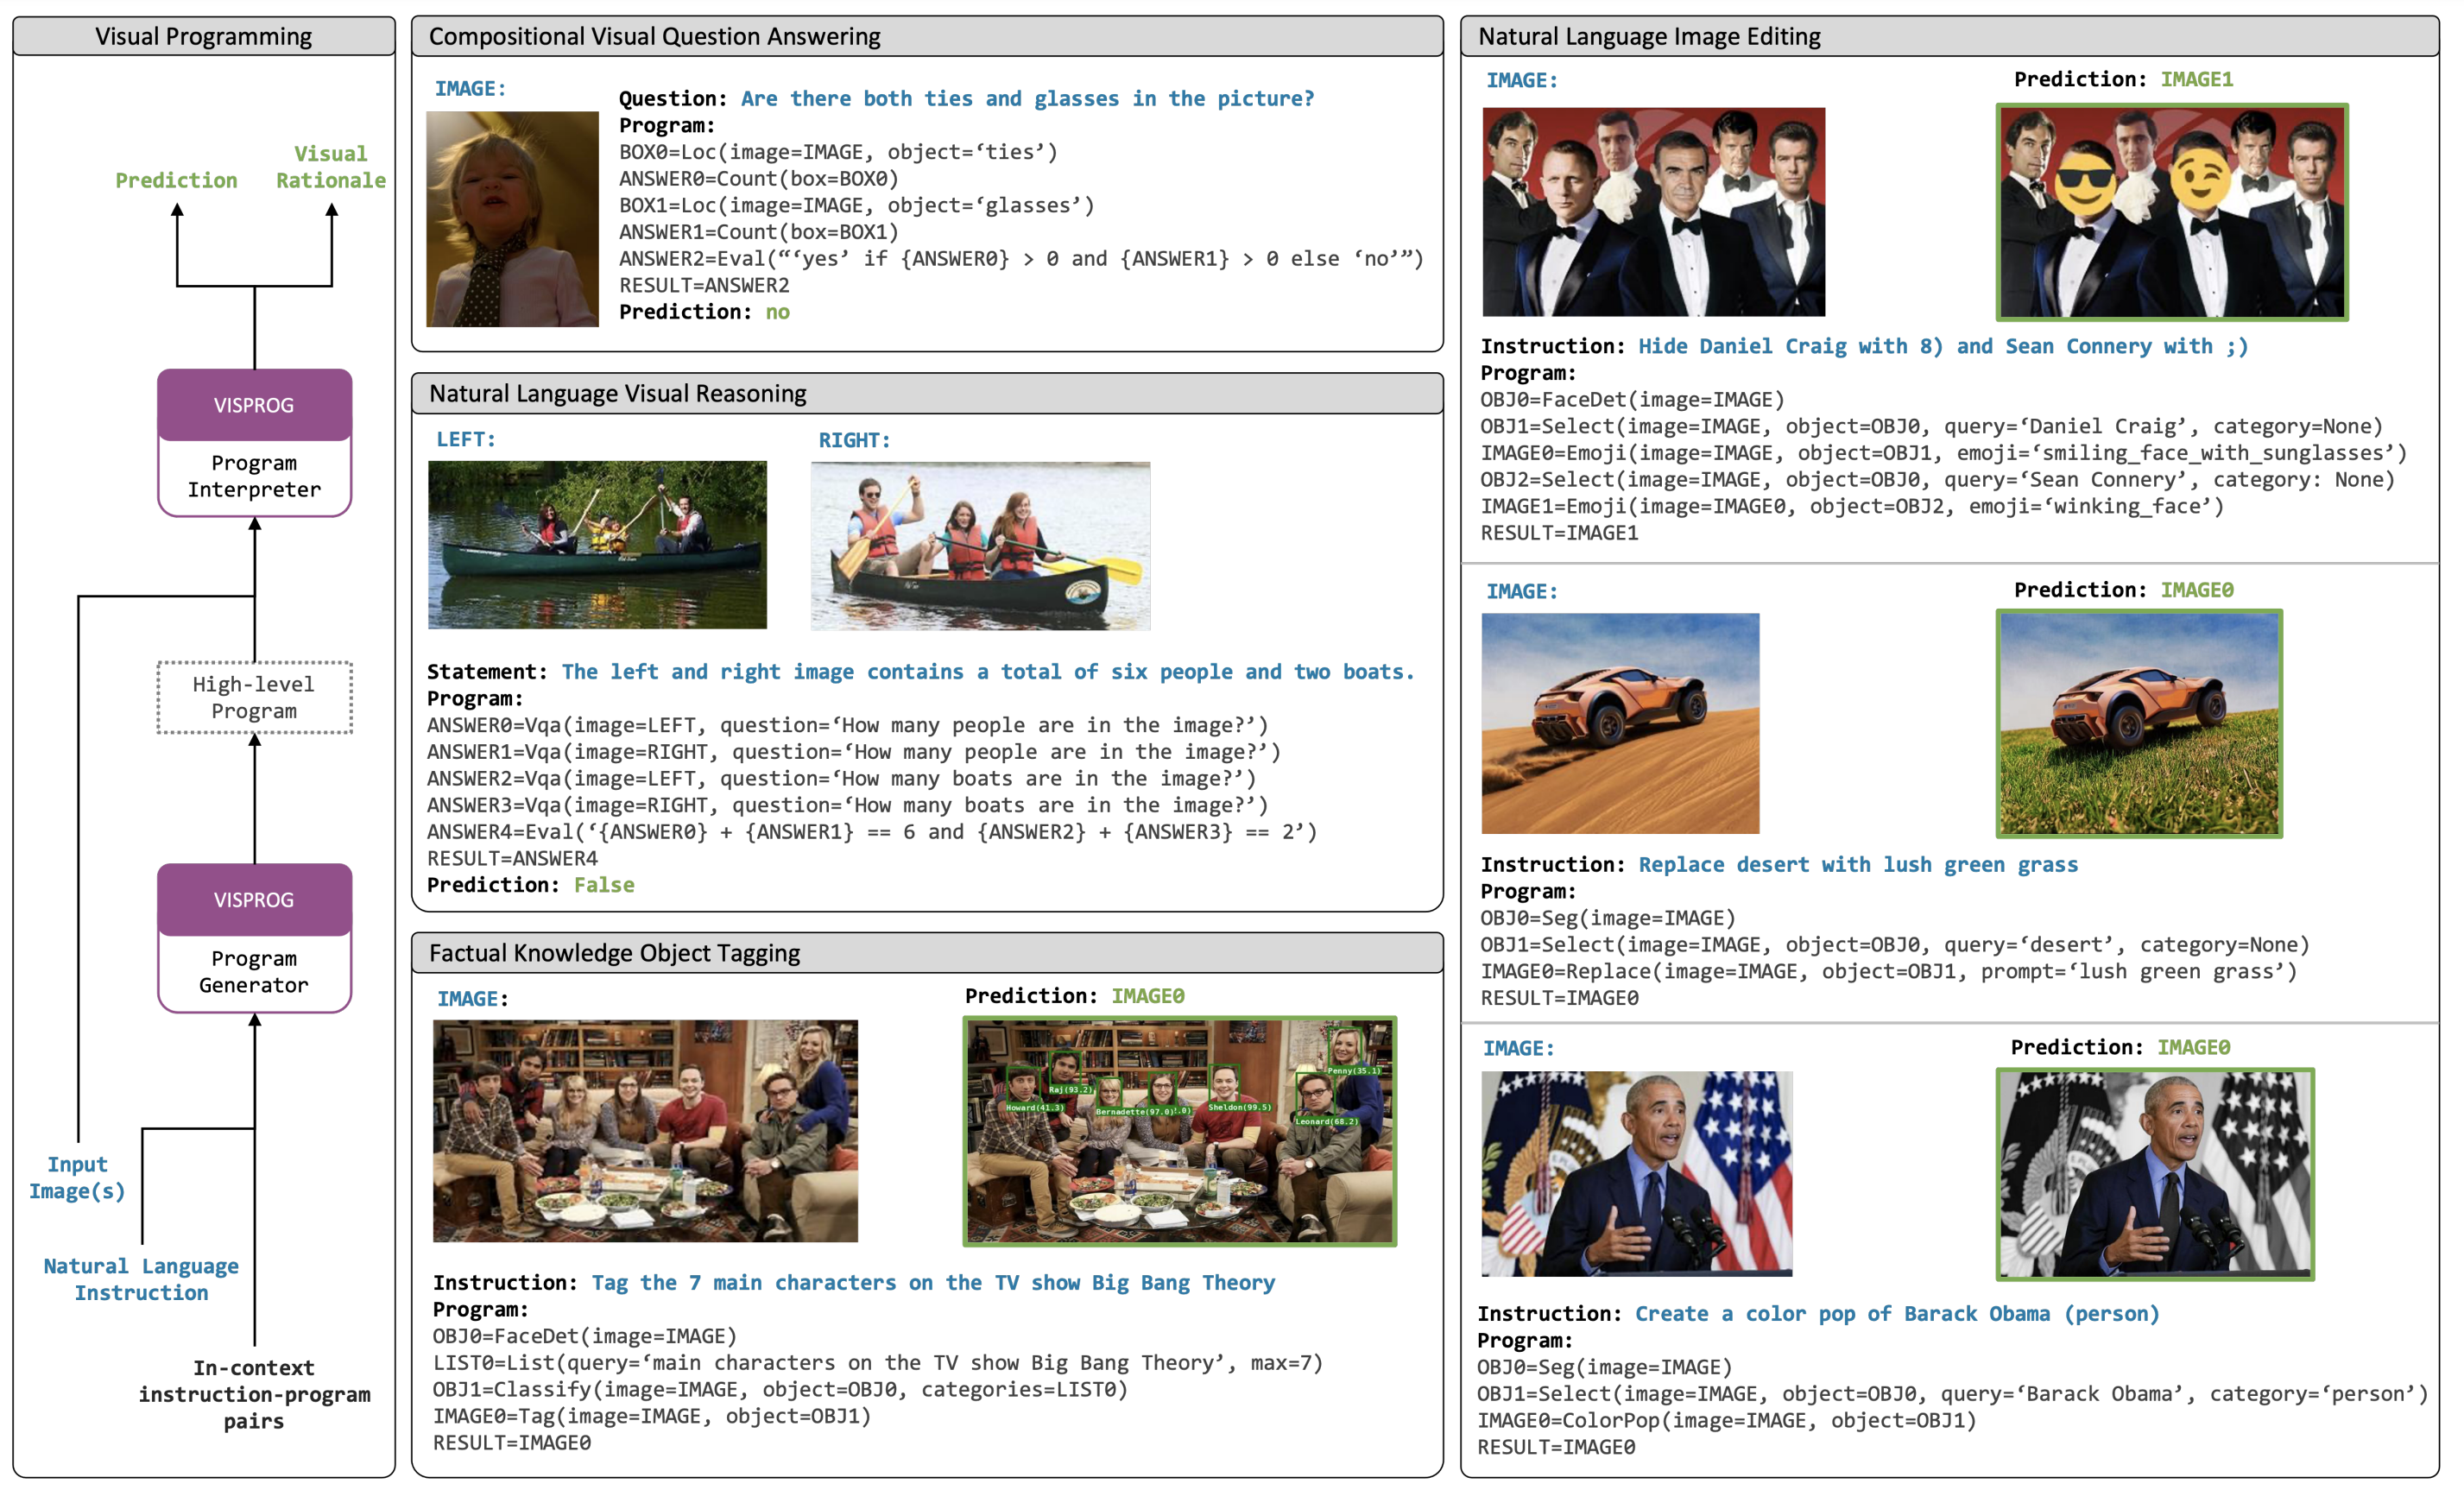 Visual Programming
Prediction
Visual
Rationale
VISPROG
Program
Interpreter
High-level
Program
VISPROG
Program
Generator
Input
Image(s)
Natural Language
Instruction
In-context
instruction-program
pairs
Compositional Visual Question Answering
IMAGE:
Question: Are there both ties and glasses in the picture?
Program:
BOX0=Loc(image=IMAGE, object=‘ties’)
ANSWER0=Count(box=BOX0)
BOX1=Loc(image=IMAGE, object=‘glasses’)
ANSWER1=Count(box=BOX1)
ANSWER2=Eval(“‘yes’ if {ANSWER0} > 0 and {ANSWER1} > 0 else ‘no’”)
RESULT=ANSWER2
Prediction: no
Natural Language Visual Reasoning
LEFT:
RIGHT:
Statement: The left and right image contains a total of six people and two boats.
Program:
ANSWER0=Vqa(image=LEFT, question=‘How many people are in the image?’)
ANSWER1=Vqa(image=RIGHT, question=‘How many people are in the image?’)
ANSWER2=Vqa(image=LEFT, question=‘How many boats are in the image?’)
ANSWER3=Vqa(image=RIGHT, question=‘How many boats are in the image?’)
ANSWER4=Eval(‘{ANSWER0} + {ANSWER1} == 6 and {ANSWER2} + {ANSWER3} == 2’)
RESULT=ANSWER4
Prediction: False
Factual Knowledge Object Tagging
IMAGE:
Prediction: IMAGE0
Penny(35.1)
Raj(93.2)
Howard(41.3)
Bernadette(97.0)
.0)
Sheldon(99.5)
Leonard(68.2)
Instruction: Tag the 7 main characters on the TV show Big Bang Theory
Program:
OBJ0=FaceDet(image=IMAGE)
LIST0=List(query=‘main characters on the TV show Big Bang Theory’, max=7)
OBJ1=Classify(image=IMAGE, object=OBJ0, categories=LIST0)
IMAGE0=Tag(image=IMAGE, object=OBJ1)
RESULT=IMAGE0
Natural Language Image Editing
IMAGE:
Prediction: IMAGE1
Instruction: Hide Daniel Craig with 8) and Sean Connery with ;)
Program:
OBJ0=FaceDet(image=IMAGE)
OBJ1=Select(image=IMAGE, object=OBJ0, query=‘Daniel Craig’, category=None)
IMAGE0=Emoji(image=IMAGE, object=OBJ1, emoji=‘smiling_face_with_sunglasses’)
OBJ2=Select(image=IMAGE, object=OBJ0, query=‘Sean Connery’, category: None)
IMAGE1=Emoji(image=IMAGE0, object=OBJ2, emoji=‘winking_face’)
RESULT=IMAGE1
IMAGE:
Prediction: IMAGE0
Instruction: Replace desert with lush green grass
Program:
OBJ0=Seg(image=IMAGE)
OBJ1=Select(image=IMAGE, object=OBJ0, query=‘desert’, category=None)
IMAGE0=Replace(image=IMAGE, object=OBJ1, prompt=‘lush green grass’)
RESULT=IMAGE0
IMAGE:
Prediction: IMAGE0
Instruction: Create a color pop of Barack Obama (person)
Program:
OBJ0=Seg(image=IMAGE)
OBJ1=Select(image=IMAGE, object=OBJ0, query=‘Barack Obama’, category=‘person’)
IMAGE0=ColorPop(image=IMAGE, object=OBJ1)
RESULT=IMAGE0